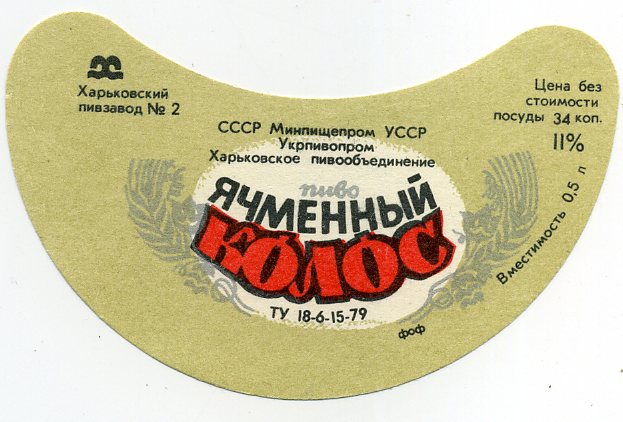 Харьковский
пивзавод № 2
СССР Минпищепром УССР
Укрпивопром
Харьковское пивообъединение
Цена без
стоимости
посуды 34 коп.
11%
Вместимость 0,5 л
пиво
ЯЧМЕННЫЙ
КОЛОС
ТУ 18-6-15-79
фоф